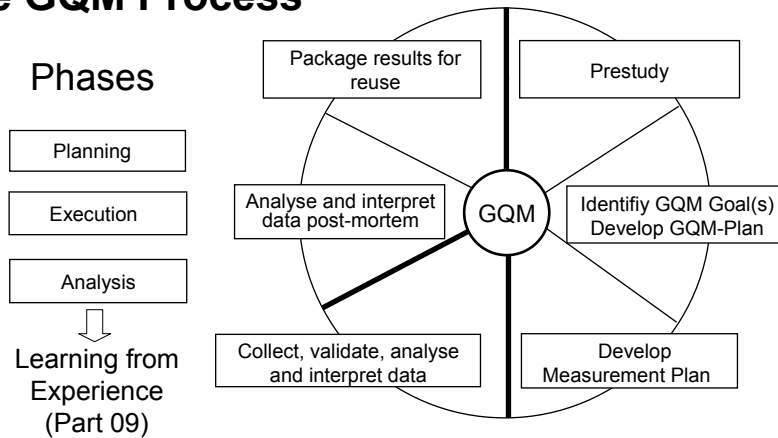 GQM Process
Phases
Planning
Execution
Analysis
Learning from
Experience
(Part 09)
Package results for
reuse
Prestudy
Analyse and interpret
data post-mortem
GQM
Identifiy GQM Goal(s)
Develop GQM-Plan
Collect, validate, analyse
and interpret data
Develop
Measurement Plan